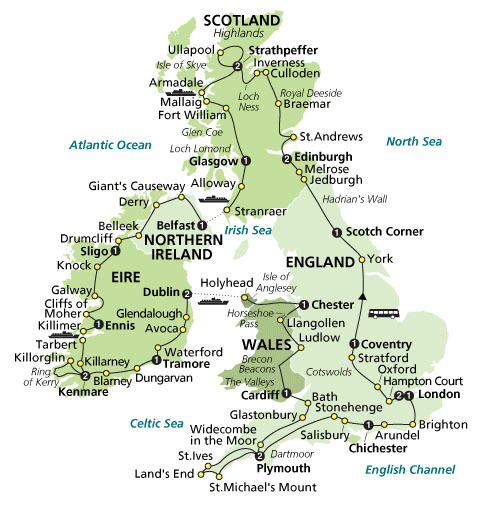 SCOTLAND
Highlands
Ullapool
Strathpeffer
2
Inverness
Culloden
Isle of Skye
Armadale
Mallaig
Fort William
Loch
Ness
Royal Deeside
Braemar
Glen Coe
St.Andrews
Atlantic Ocean
North Sea
Loch Lomond
Glasgow
1
2
Edinburgh
Melrose
Jedburgh
Alloway
Giant's Causeway
Derry
Stranraer
Hadrian's Wall
Belleek
Belfast
1
Irish Sea
1
Scotch Corner
Drumcliff
Sligo
1
NORTHERN
IRELAND
Knock
EIRE
ENGLAND
York
Galway
Dublin
2
Holyhead
Isle of
Anglesey
Cliffs of
Moher
Glendalough
Horseshoe
Pass
1
Chester
Killimer
1
Ennis
Avoca
Llangollen
Tarbert
WALES
Ludlow
1
Coventry
Stratford
Killorglin
Killarney
Waterford
1
Tramore
Brecon
Beacons
The Valleys
Cotswolds
Oxford
Hampton Court
Ring
of Kerry
2
Kenmare
Blarney
Dungarvan
Cardiff
1
Bath
2
1
London
Glastonbury
Stonehenge
Celtic Sea
Widecombe
in the Moor
Salisbury
1
Arundel
Brighton
Chichester
St.Ives
Dartmoor
2
Plymouth
Land's End
St.Michael's Mount
English Channel